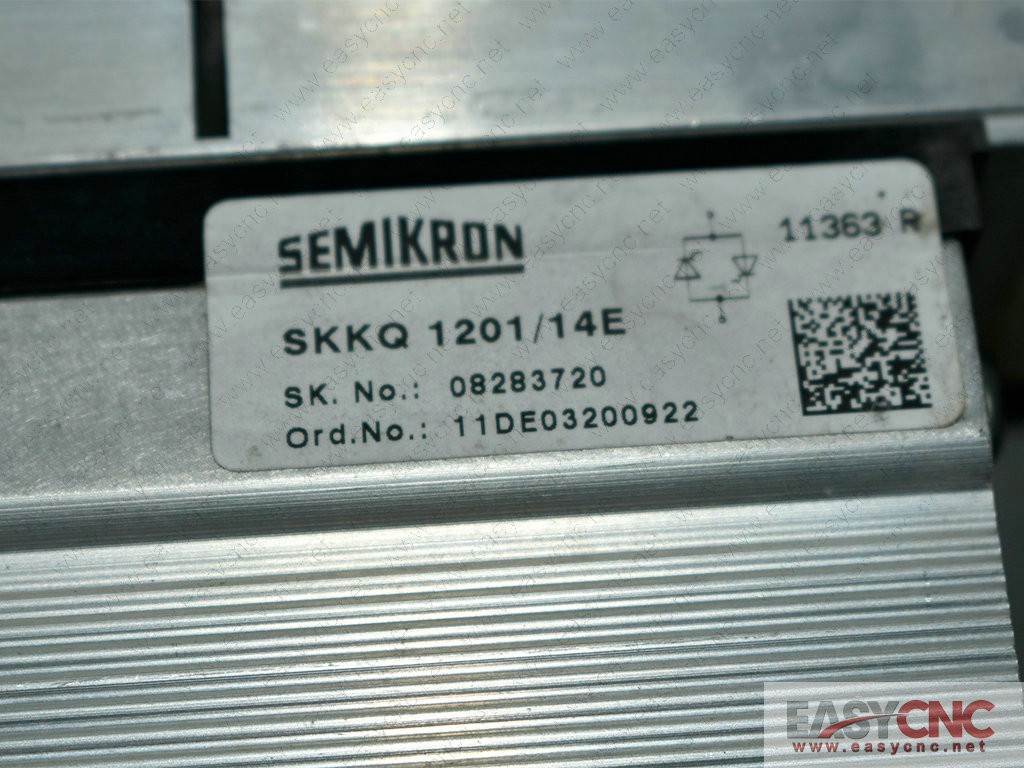 SEMIKRON
11363 R
SKKQ 1201/14E
SK. No.: 08283720
Ord.No.: 11DE03200922
EASYCNC
www.easycnc.net